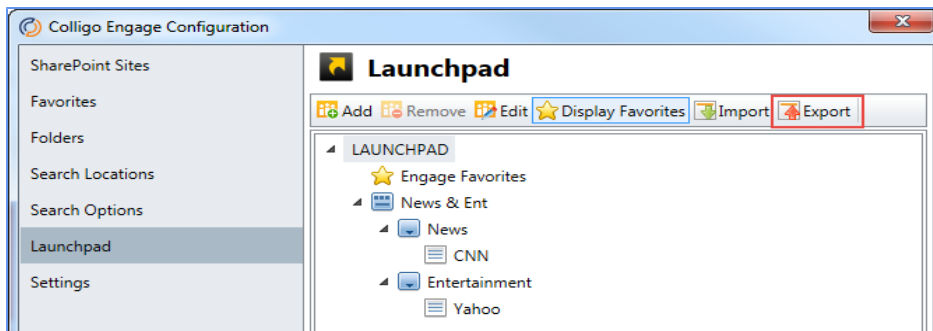 Colligo Engage Configuration
x
SharePoint Sites
Favorites
Folders
Search Locations
Search Options
Launchpad
Settings
Launchpad
Add Remove Edit Display Favorites Import Export
LAUNCHPAD
Engage Favorites
News & Ent
News
CNN
Entertainment
Yahoo